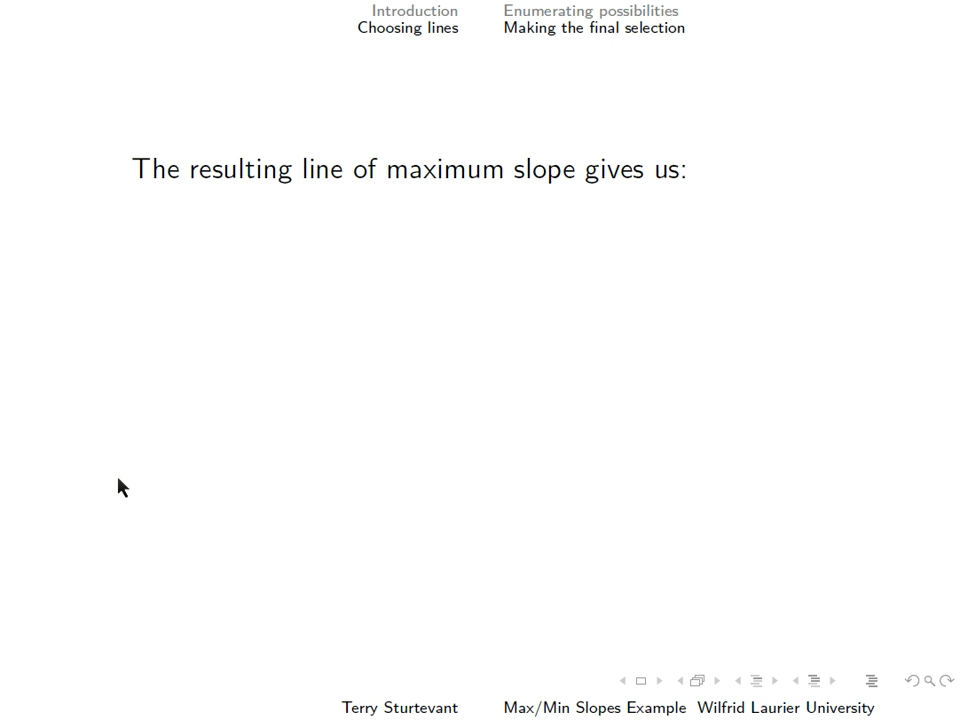 Introduction Enumerating possibilities
Choosing lines Making the final selection
The resulting line of maximum slope gives us:
Terry Sturtevant Max/Min Slopes Example Wilfrid Laurier University